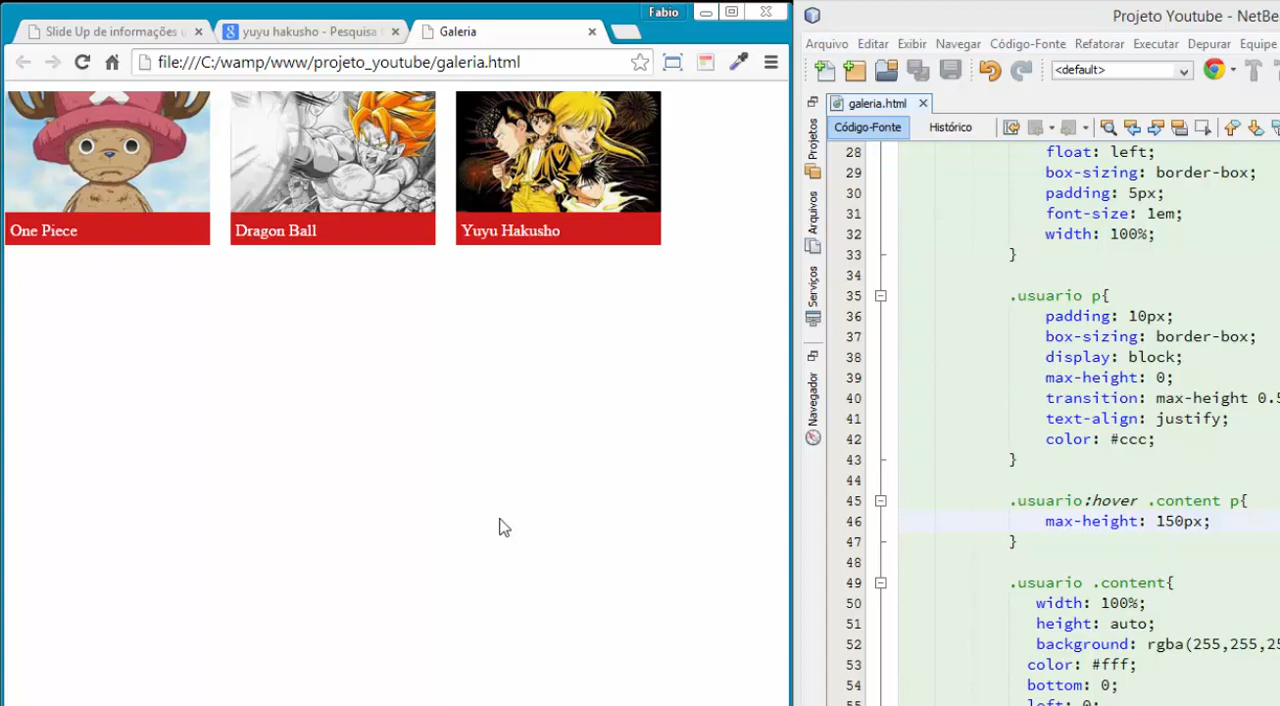 Fabio
Slide Up de informações
yuyu hakusho - Pesquisa
Galeria
file:///C:/wamp/www/projeto_youtube/galeria.html
One Piece
Dragon Ball
Yuyu Hakusho
Projeto Youtube - NetBe
Arquivo Editar Exibir Navegar Código-Fonte Refatorar Executar Depurar Equipe
<default>
galeria.html
Código-Fonte Histórico
Projetos
Arquivos
Serviços
Navegador
28 float: left;
29 box-sizing: border-box;
30 padding: 5px;
31 font-size: 1em;
32 width: 100%;
33 }
34
35 .usuario p{
36 padding: 10px;
37 box-sizing: border-box;
38 display: block;
39 max-height: 0;
40 transition: max-height 0.5
41 text-align: justify;
42 color: #ccc;
43 }
44
45 .usuario:hover .content p{
46 max-height: 150px;
47 }
48
49 .usuario .content{
50 width: 100%;
51 height: auto;
52 background: rgba(255,255,25
53 color: #fff;
54 bottom: 0;
55 left: 0;